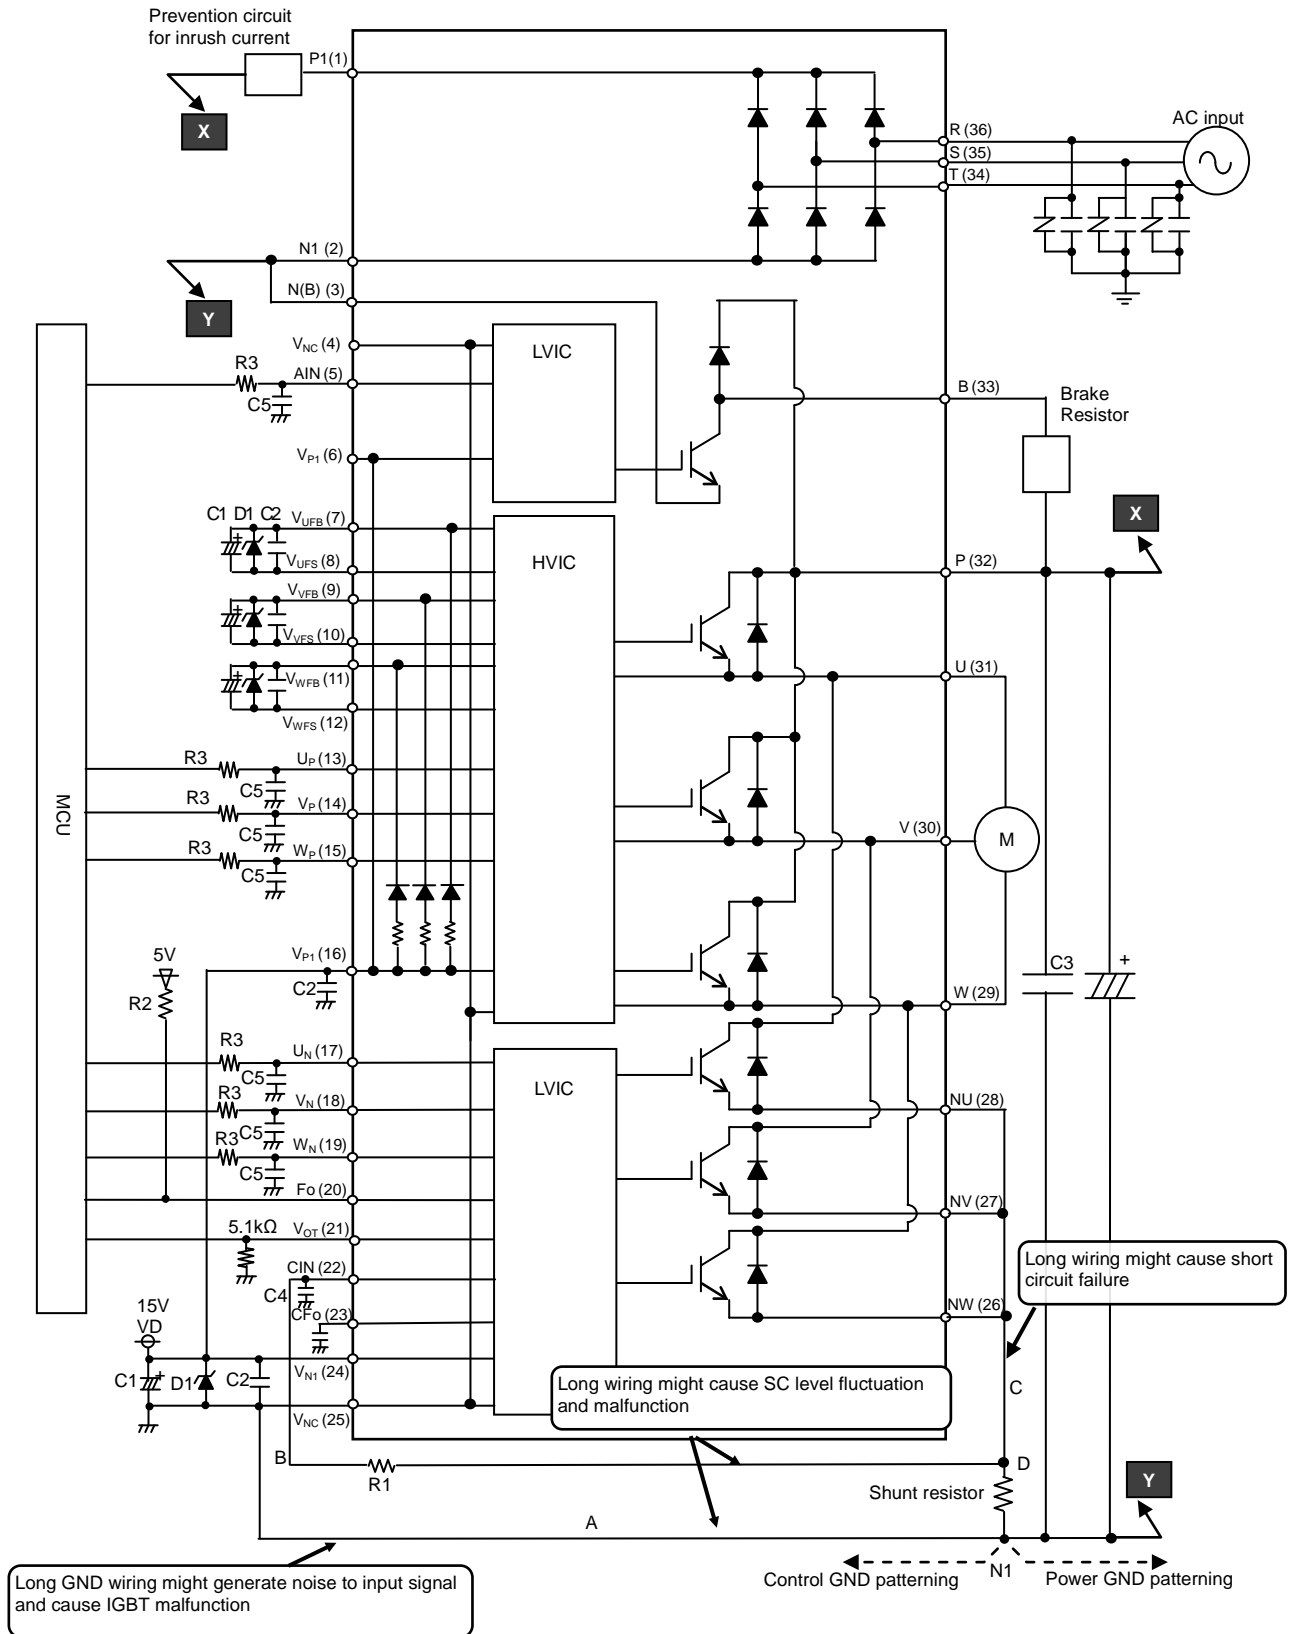 Prevention circuit
for inrush current
P1(1)
X
AC input
R (36)
S (35)
T (34)
N1 (2)
N(B) (3)
Y
VNC (4)
LVIC
R3
AIN (5)
C5
B (33)
Brake
Resistor
VP1 (6)
X
C1 D1 C2
VUFB (7)
VUFS (8)
HVIC
P (32)
VVFB (9)
VVFS (10)
VWFB (11)
U (31)
VWFS (12)
R3
UP (13)
C5
MCU
R3
VP (14)
C5
V (30)
M
R3
WP (15)
C5
5V
VP1 (16)
C3
+
R2
C2
W (29)
R3
UN (17)
C5
LVIC
R3
VN (18)
NU (28)
C5
R3
WN (19)
C5
Fo (20)
NV (27)
5.1kΩ
VOT (21)
Long wiring might cause short
circuit failure
CIN (22)
C4
CFo (23)
NW (26)
15V
VD
VN1 (24)
C1
+
D1
C2
Long wiring might cause SC level fluctuation
and malfunction
C
VNC (25)
B
R1
D
Y
Shunt resistor
A
N1
Control GND patterning
Power GND patterning
Long GND wiring might generate noise to input signal
and cause IGBT malfunction